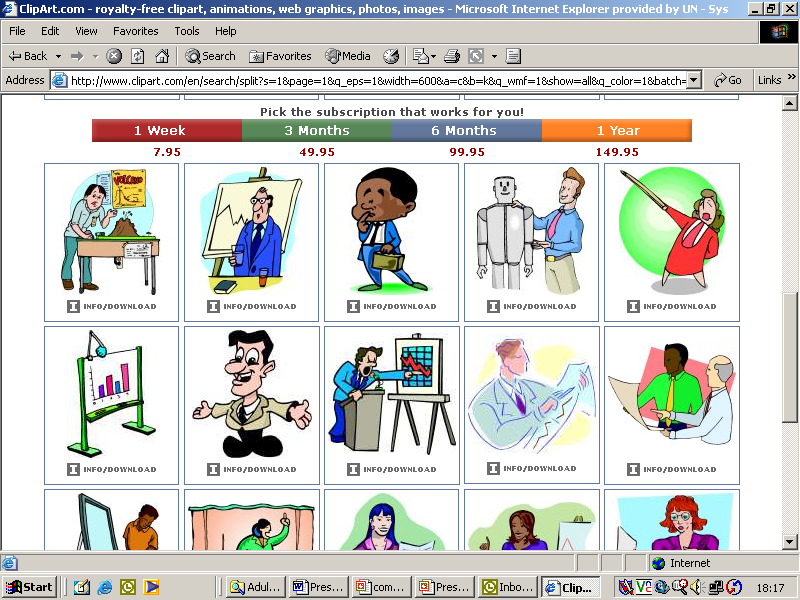 ClipArt.com - royalty-free clipart, animations, web graphics, photos, images - Microsoft Internet Explorer provided by UN - Sys
File Edit View Favorites Tools Help
Back Search Favorites Media
Address http://www.clipart.com/en/search/split?s=1&page=1&q_eps=1&width=600&a=c&b=k&q_wmf=1&show=all&q_color=1&batch= Go Links »
Pick the subscription that works for you!
1 Week 3 Months 6 Months 1 Year
7.95 49.95 99.95 149.95
VOLCANO
I INFO/DOWNLOAD I INFO/DOWNLOAD I INFO/DOWNLOAD I INFO/DOWNLOAD I INFO/DOWNLOAD
I INFO/DOWNLOAD I INFO/DOWNLOAD I INFO/DOWNLOAD I INFO/DOWNLOAD I INFO/DOWNLOAD
Internet
Start Adul... Pres... com... Pres... Inbo... Clip... 18:17